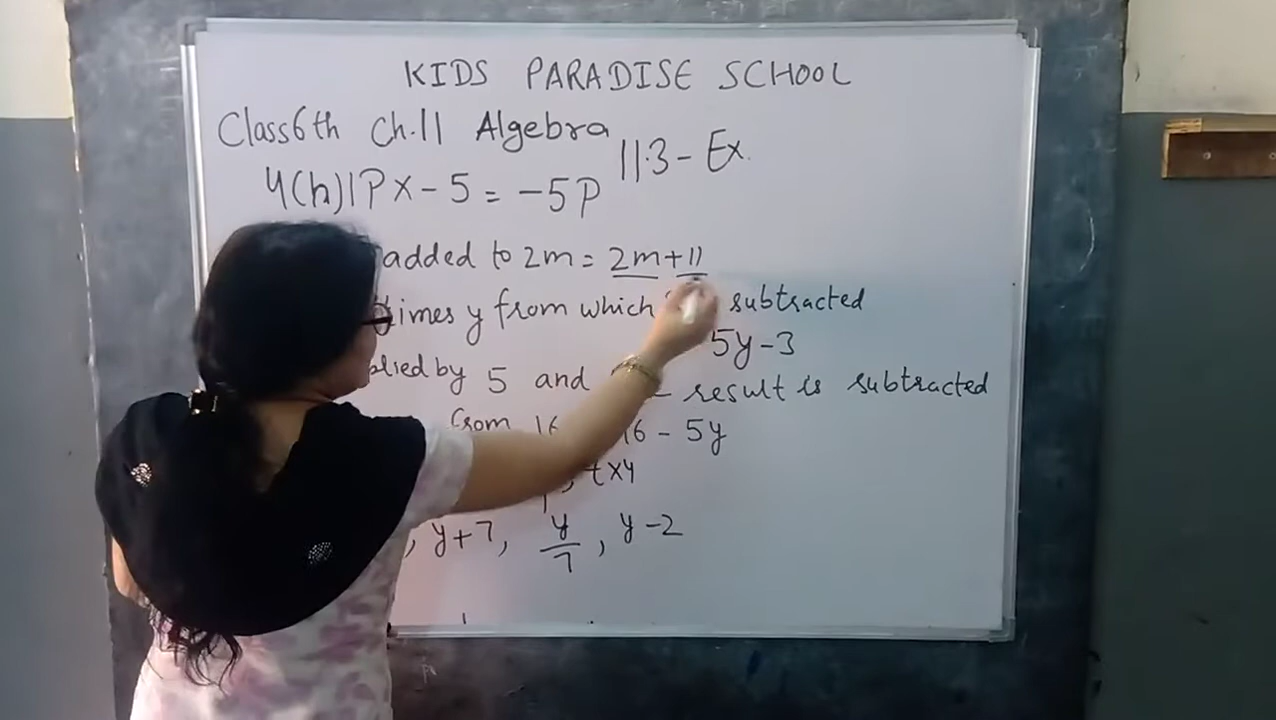 KIDS PARADISE SCHOOL
Class 6th Ch.11 Algebra 11.3 - Ex.
4(h) P x - 5 = -5P
added to 2m = 2m+11
times y from which subtracted
5y-3
by 5 and result is subtracted
from 16 16 - 5y
t x 4
, y+7, y/7, y-2